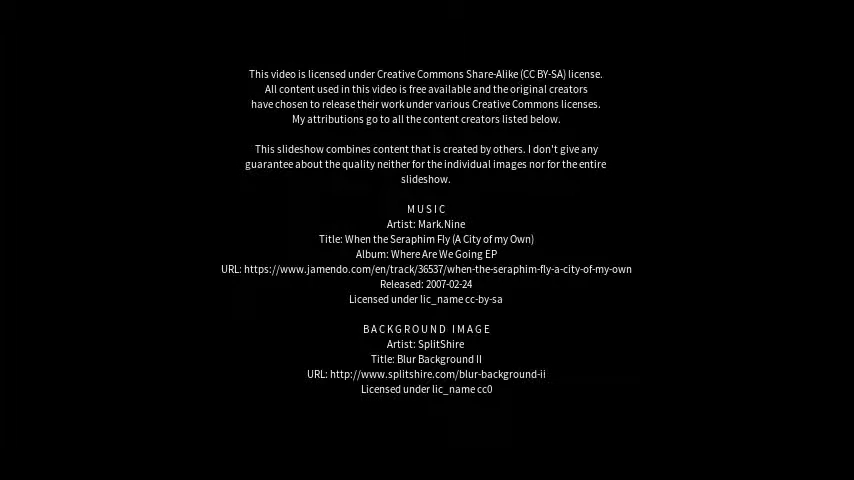 This video is licensed under Creative Commons Share-Alike (CC BY-SA) license.
All content used in this video is free available and the original creators
have chosen to release their work under various Creative Commons licenses.
My attributions go to all the content creators listed below.
This slideshow combines content that is created by others. I don't give any
guarantee about the quality neither for the individual images nor for the entire
slideshow.
MUSIC
Artist: Mark.Nine
Title: When the Seraphim Fly (A City of my Own)
Album: Where Are We Going EP
URL: https://www.jamendo.com/en/track/36537/when-the-seraphim-fly-a-city-of-my-own
Released: 2007-02-24
Licensed under lic_name cc-by-sa
BACKGROUND IMAGE
Artist: SplitShire
Title: Blur Background II
URL: http://www.splitshire.com/blur-background-ii
Licensed under lic_name cc0